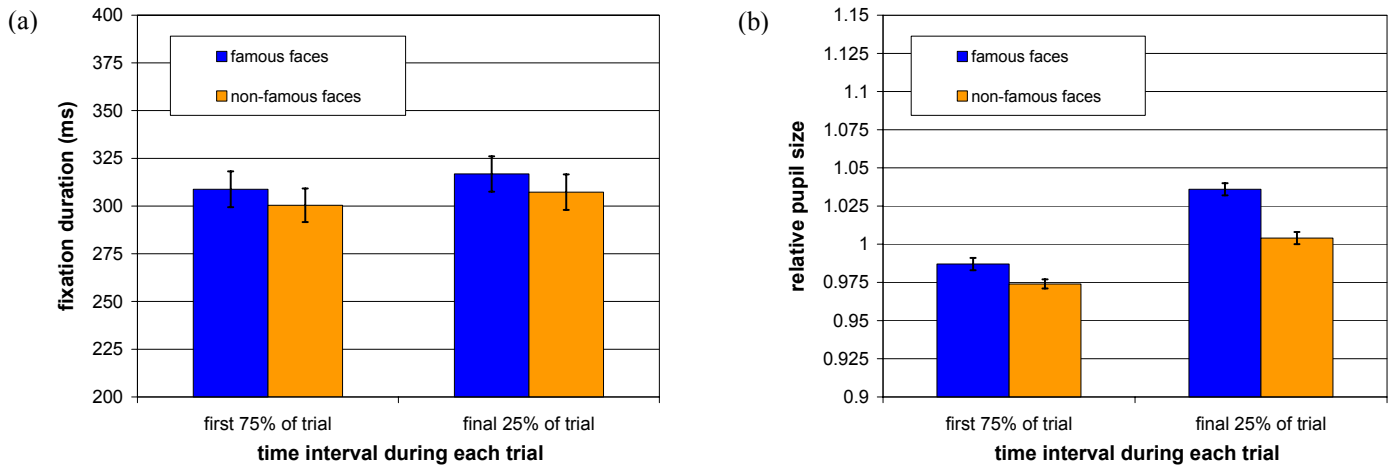 (a)
400
375
350
325
300
275
250
225
200
fixation duration (ms)
famous faces
non-famous faces
first 75% of trial
final 25% of trial
time interval during each trial
(b)
1.15
1.125
1.1
1.075
1.05
1.025
1
0.975
0.95
0.925
0.9
relative pupil size
famous faces
non-famous faces
first 75% of trial
final 25% of trial
time interval during each trial